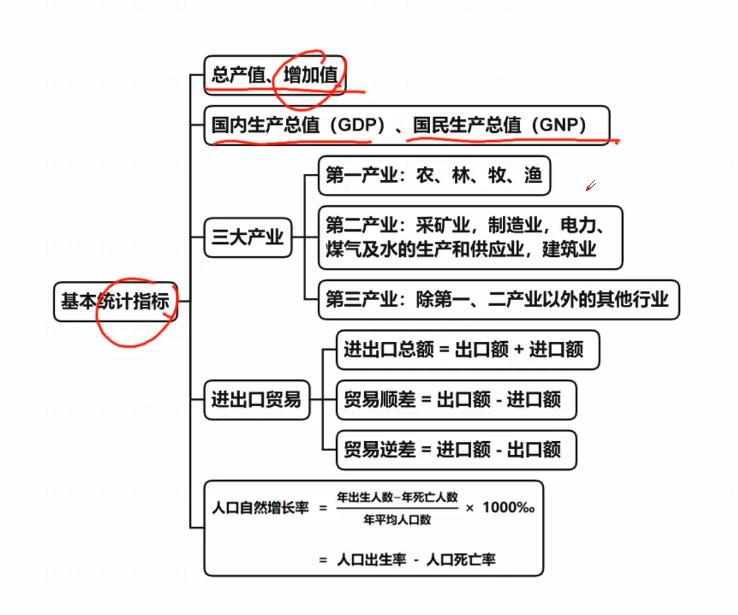 总产值、增加值
国内生产总值（GDP）、国民生产总值（GNP）
三大产业
第一产业：农、林、牧、渔
第二产业：采矿业，制造业，电力、
煤气及水的生产和供应业，建筑业
第三产业：除第一、二产业以外的其他行业
基本统计指标
进出口贸易
进出口总额 = 出口额 + 进口额
贸易顺差 = 出口额 - 进口额
贸易逆差 = 进口额 - 出口额
人口自然增长率 = 年出生人数−年死亡人数 / 年平均人口数 × 1000‰
= 人口出生率 - 人口死亡率